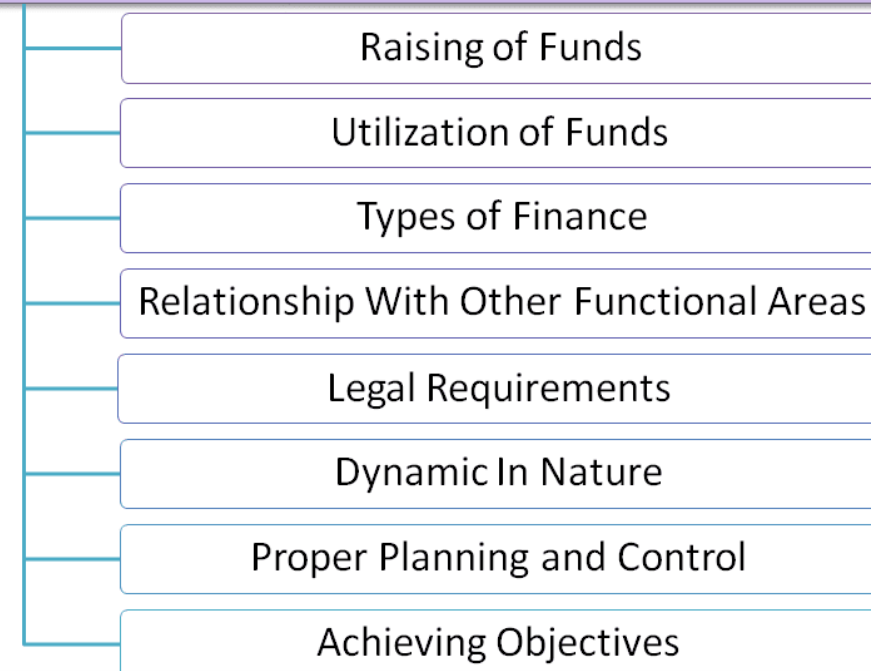 Raising of Funds
Utilization of Funds
Types of Finance
Relationship With Other Functional Areas
Legal Requirements
Dynamic In Nature
Proper Planning and Control
Achieving Objectives